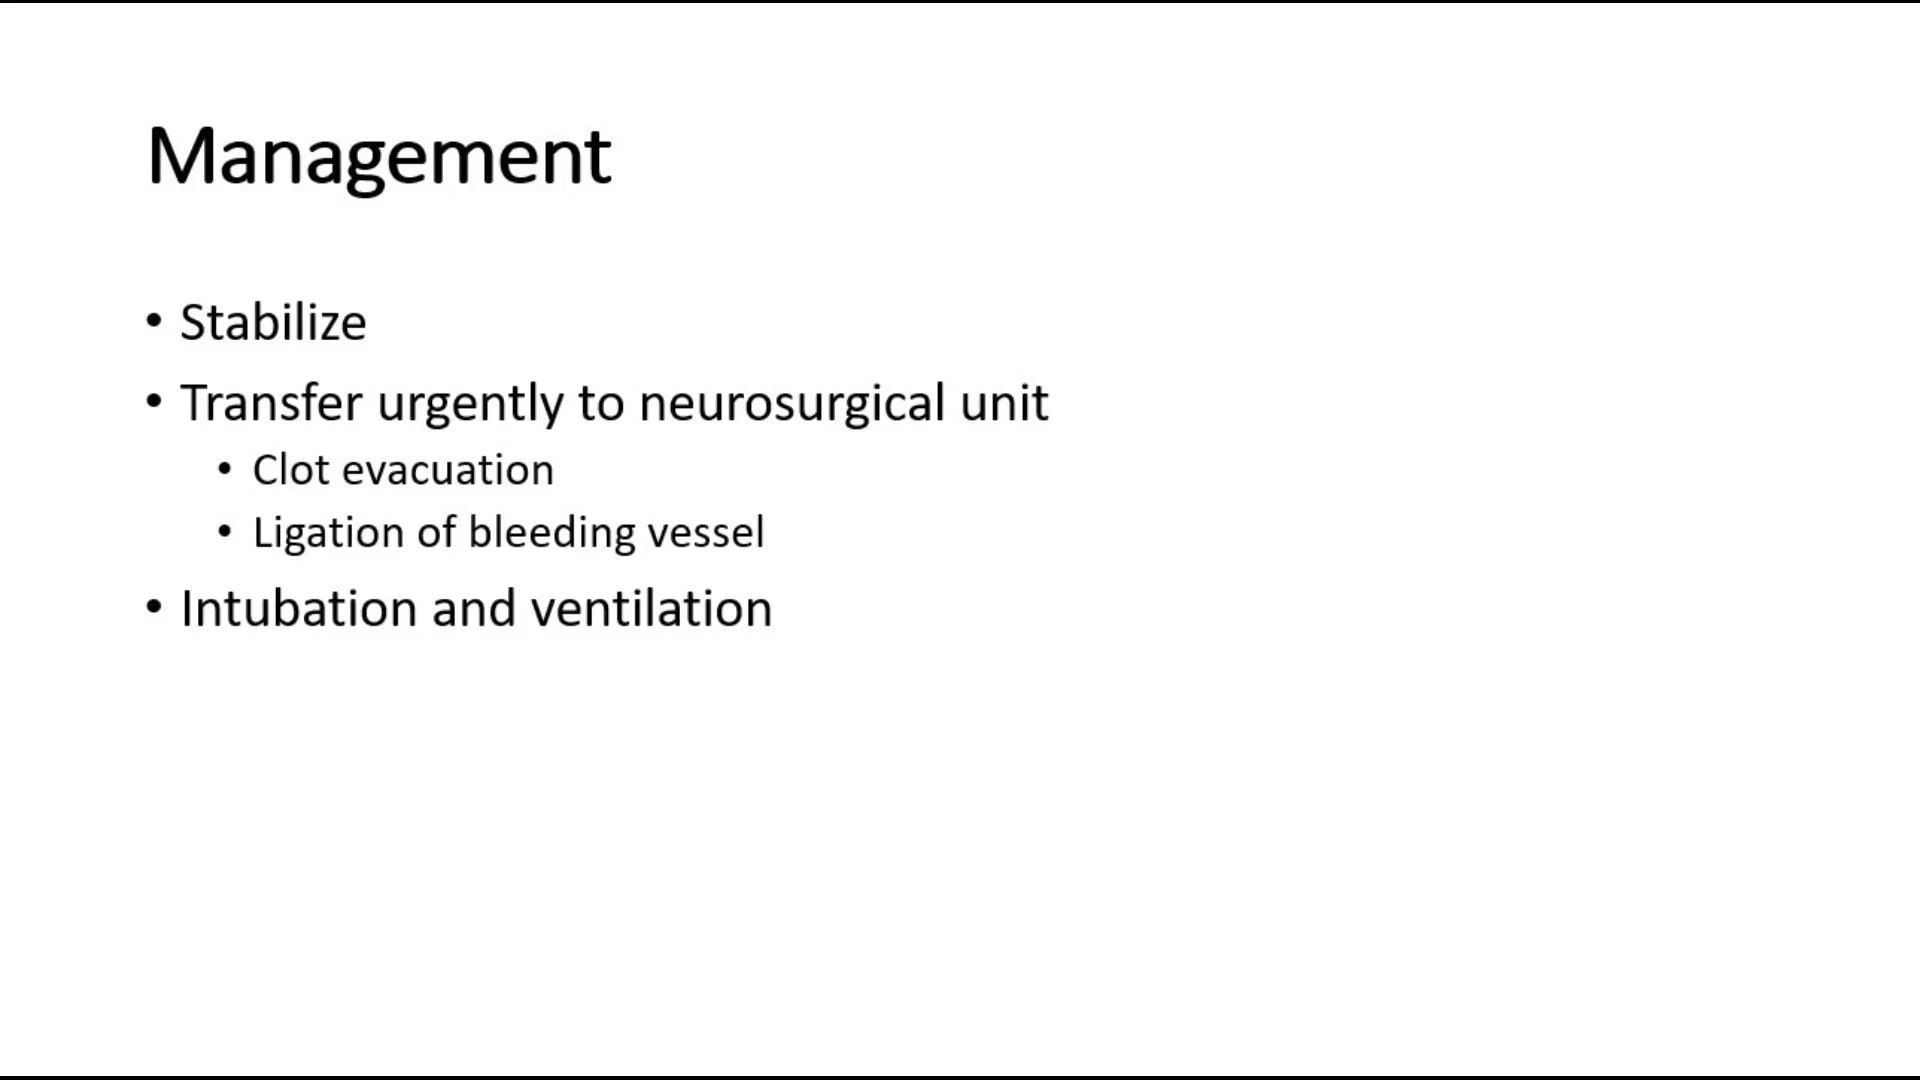 Management
• Stabilize
• Transfer urgently to neurosurgical unit
• Clot evacuation
• Ligation of bleeding vessel
• Intubation and ventilation